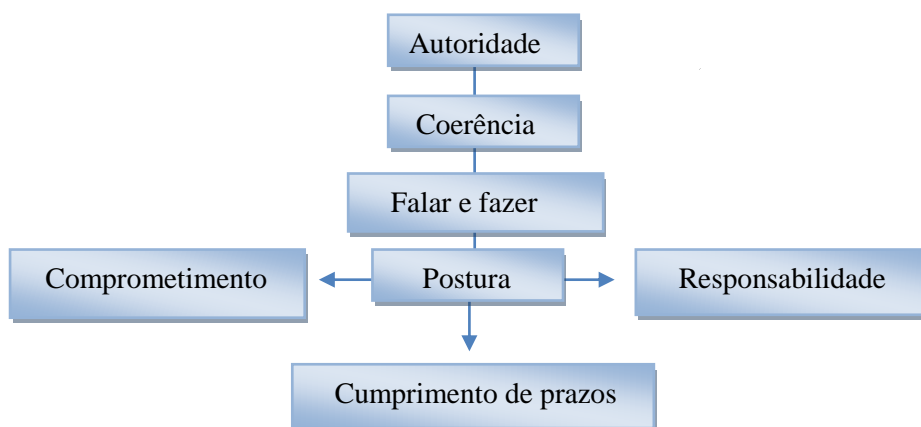 Autoridade
Coerência
Falar e fazer
Comprometimento
Postura
Responsabilidade
Cumprimento de prazos